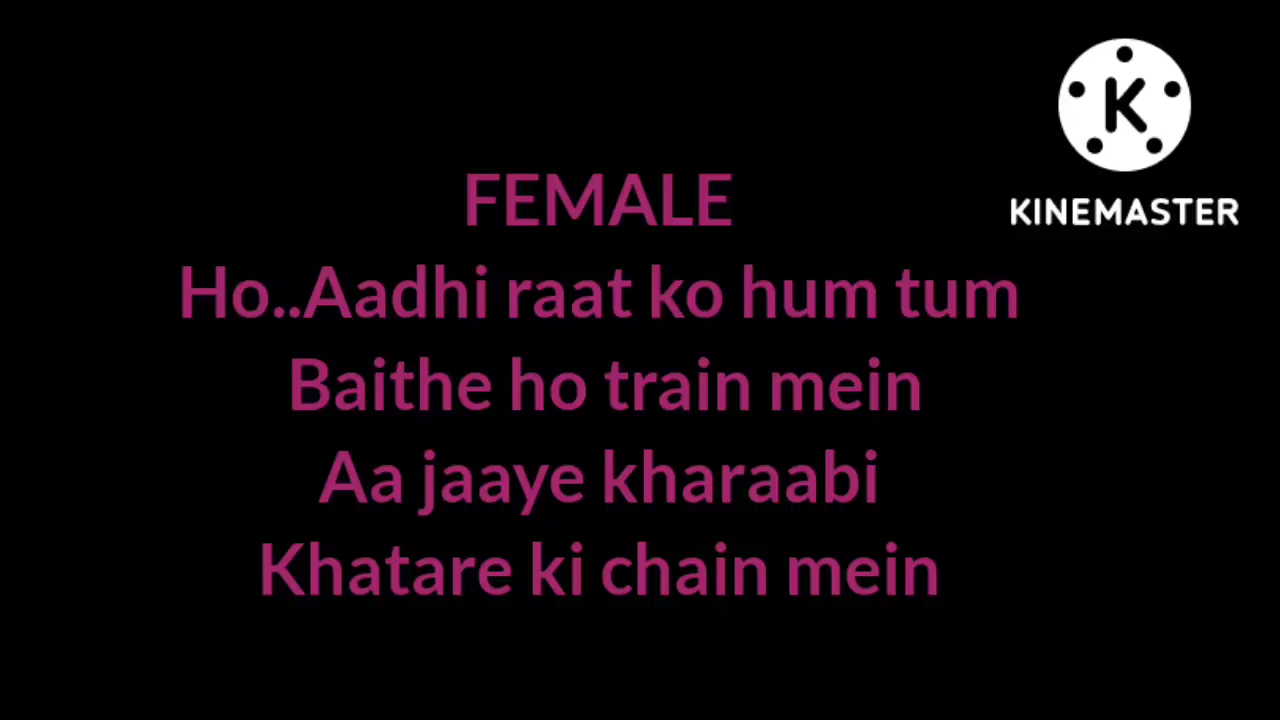 FEMALE
Ho..Aadhi raat ko hum tum
Baithe ho train mein
Aa jaaye kharaabi
Khatare ki chain mein
K
KINEMASTER